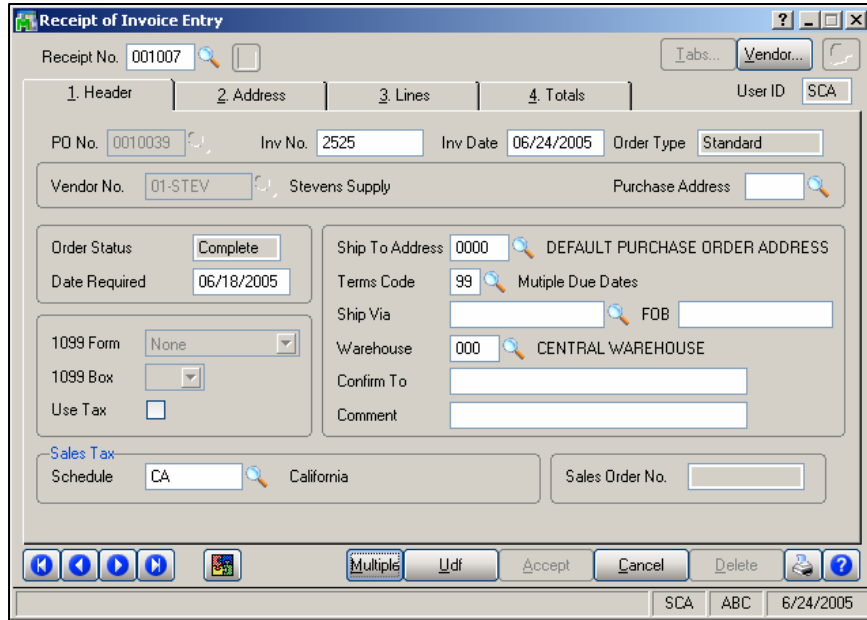 Receipt of Invoice Entry
Receipt No. 001007 Tabs... Vendor...
1. Header 2. Address 3. Lines 4. Totals User ID SCA
PO No. 0010039 Inv No. 2525 Inv Date 06/24/2005 Order Type Standard
Vendor No. 01-STEV Stevens Supply Purchase Address
Order Status Complete
Date Required 06/18/2005
Ship To Address 0000 DEFAULT PURCHASE ORDER ADDRESS
Terms Code 99 Mutiple Due Dates
Ship Via FOB
Warehouse 000 CENTRAL WAREHOUSE
Confirm To
Comment
1099 Form None
1099 Box
Use Tax
Sales Tax
Schedule CA California
Sales Order No.
Multiple Udf Accept Cancel Delete
SCA ABC 6/24/2005